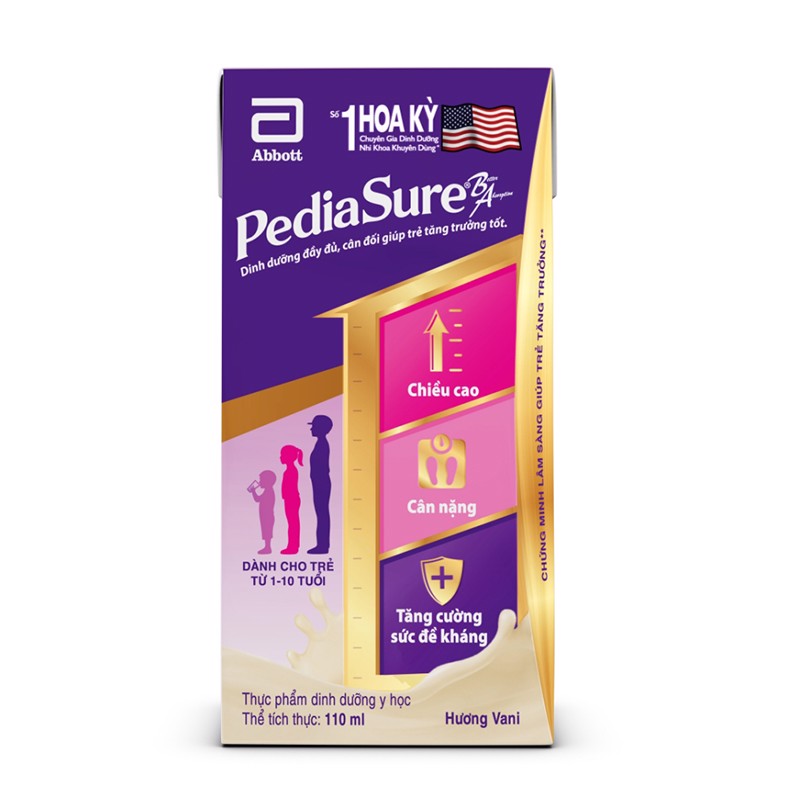 Abbott
Số 1 HOA KỲ
Chuyên Gia Dinh Dưỡng
Nhi Khoa Khuyên Dùng*
PediaSure® BA
Better
Absorption
Dinh dưỡng đầy đủ, cân đối giúp trẻ tăng trưởng tốt.
Chiều cao
Cân nặng
Tăng cường
sức đề kháng
DÀNH CHO TRẺ
TỪ 1-10 TUỔI
CHỨNG MINH LÂM SÀNG GIÚP TRẺ TĂNG TRƯỞNG**
Thực phẩm dinh dưỡng y học
Thể tích thực: 110 ml
Hương Vani